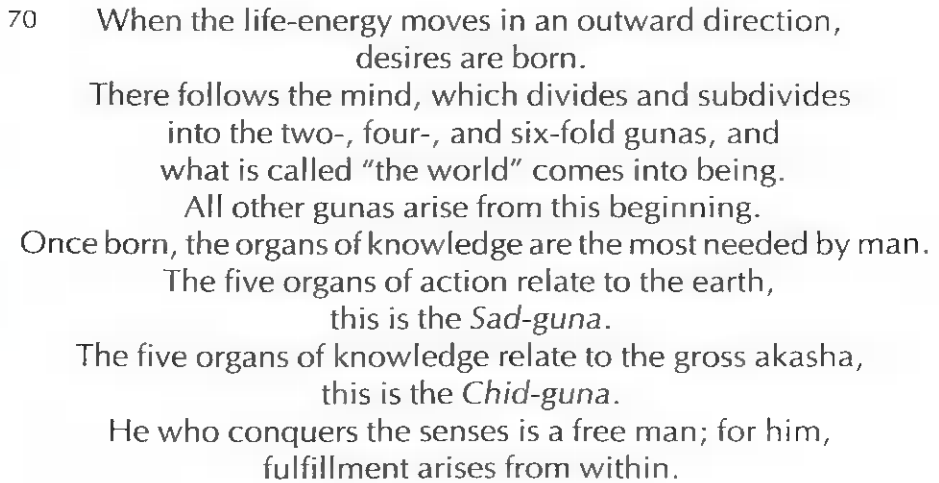 70 When the life-energy moves in an outward direction,
desires are born.
There follows the mind, which divides and subdivides
into the two-, four-, and six-fold gunas, and
what is called "the world" comes into being.
All other gunas arise from this beginning.
Once born, the organs of knowledge are the most needed by man.
The five organs of action relate to the earth,
this is the Sad-guna.
The five organs of knowledge relate to the gross akasha,
this is the Chid-guna.
He who conquers the senses is a free man; for him,
fulfillment arises from within.